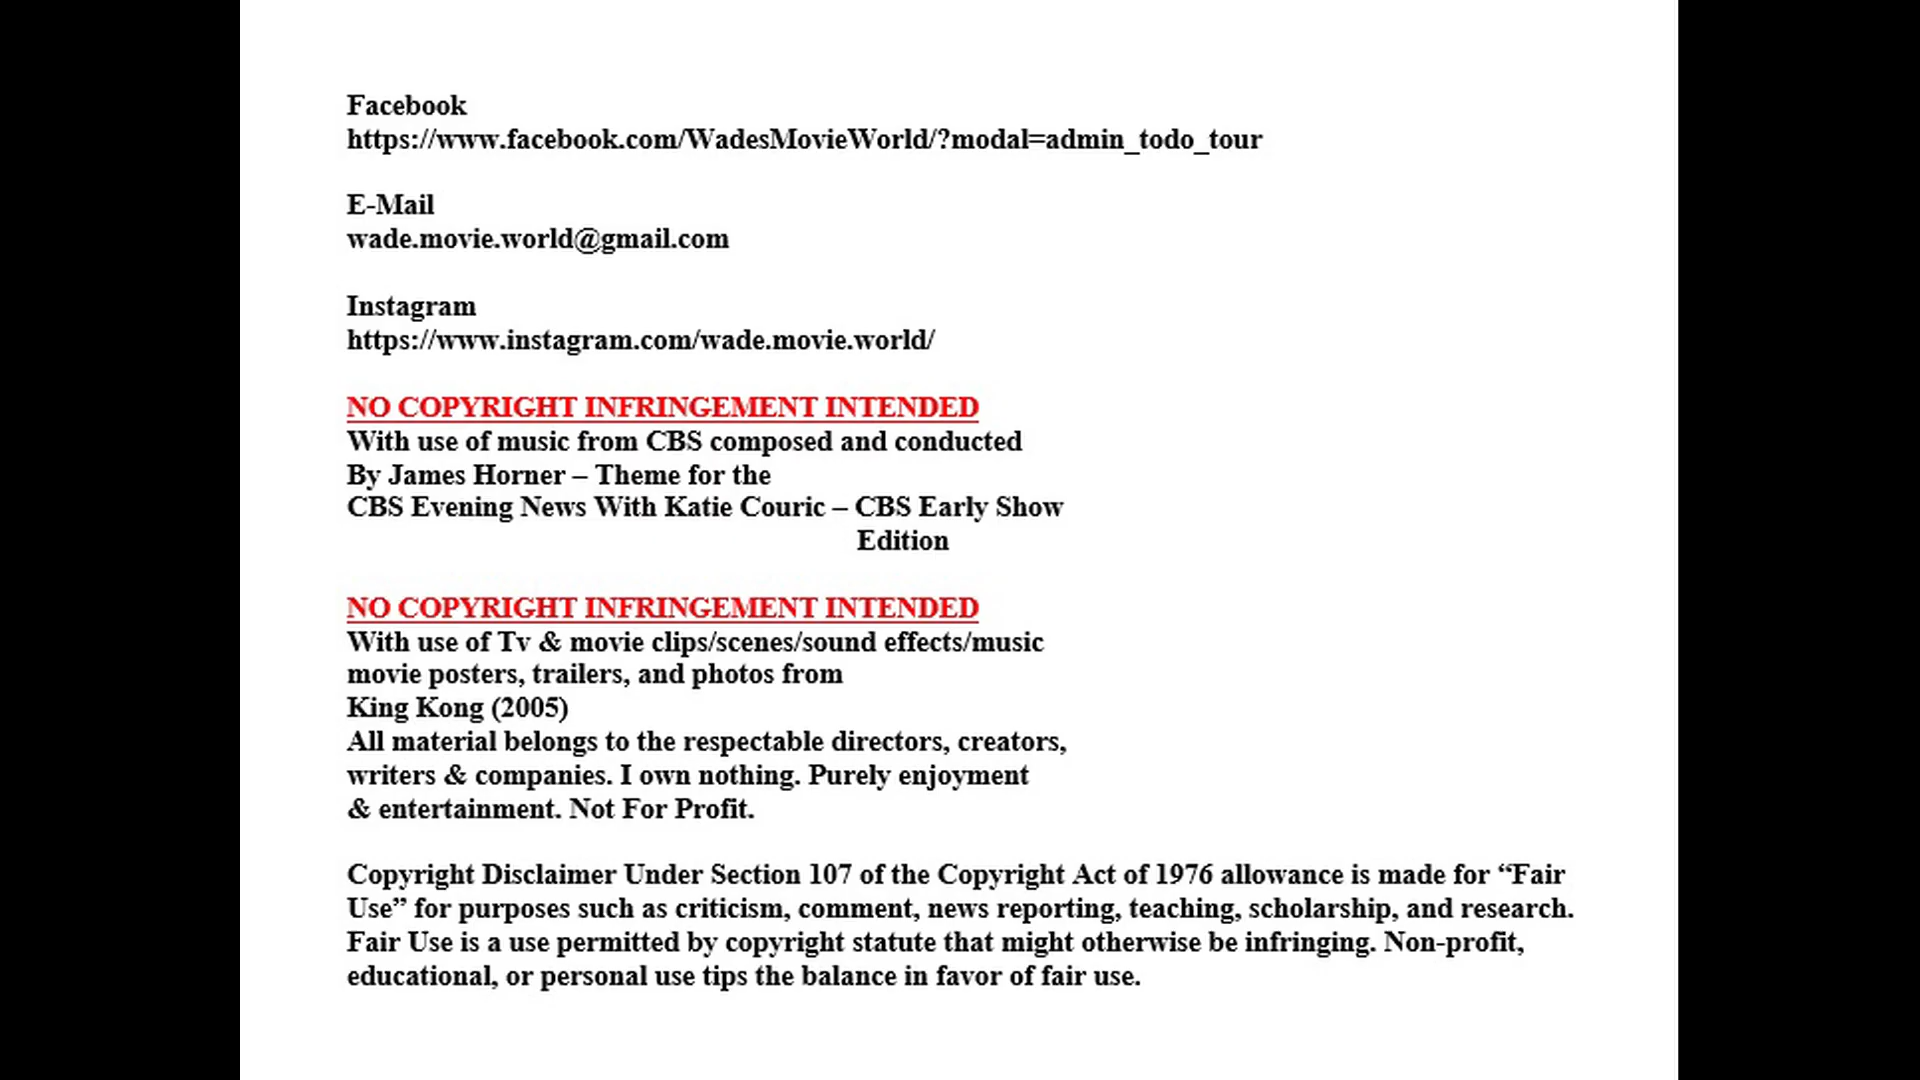 Facebook
https://www.facebook.com/WadesMovieWorld/?modal=admin_todo_tour
E-Mail
wade.movie.world@gmail.com
Instagram
https://www.instagram.com/wade.movie.world/
NO COPYRIGHT INFRINGEMENT INTENDED
With use of music from CBS composed and conducted
By James Horner – Theme for the
CBS Evening News With Katie Couric – CBS Early Show
Edition
NO COPYRIGHT INFRINGEMENT INTENDED
With use of Tv & movie clips/scenes/sound effects/music
movie posters, trailers, and photos from
King Kong (2005)
All material belongs to the respectable directors, creators,
writers & companies. I own nothing. Purely enjoyment
& entertainment. Not For Profit.
Copyright Disclaimer Under Section 107 of the Copyright Act of 1976 allowance is made for “Fair
Use” for purposes such as criticism, comment, news reporting, teaching, scholarship, and research.
Fair Use is a use permitted by copyright statute that might otherwise be infringing. Non-profit,
educational, or personal use tips the balance in favor of fair use.